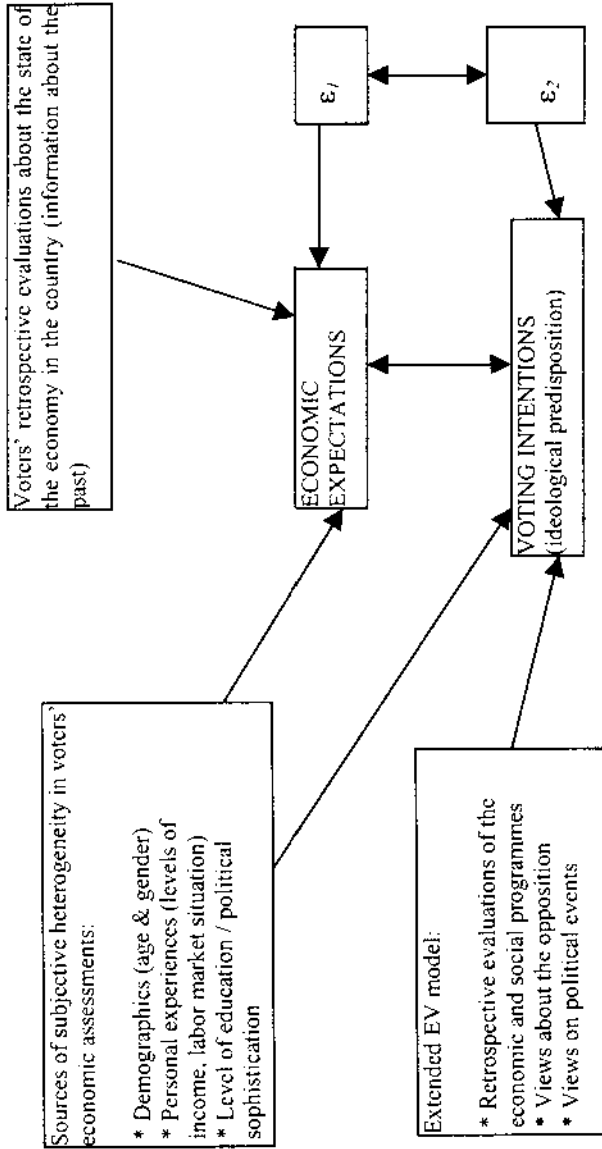 Voters' retrospective evaluations about the state of
the economy in the country (information about the
past)
Sources of subjective heterogeneity in voters'
economic assessments:
* Demographics (age & gender)
* Personal experiences (levels of
income, labor market situation)
* Level of education / political
sophistication
ECONOMIC
EXPECTATIONS
ε1
Extended EV model:
* Retrospective evaluations of the
economic and social programmes
* Views about the opposition
* Views on political events
VOTING INTENTIONS
(ideological predisposition)
ε2